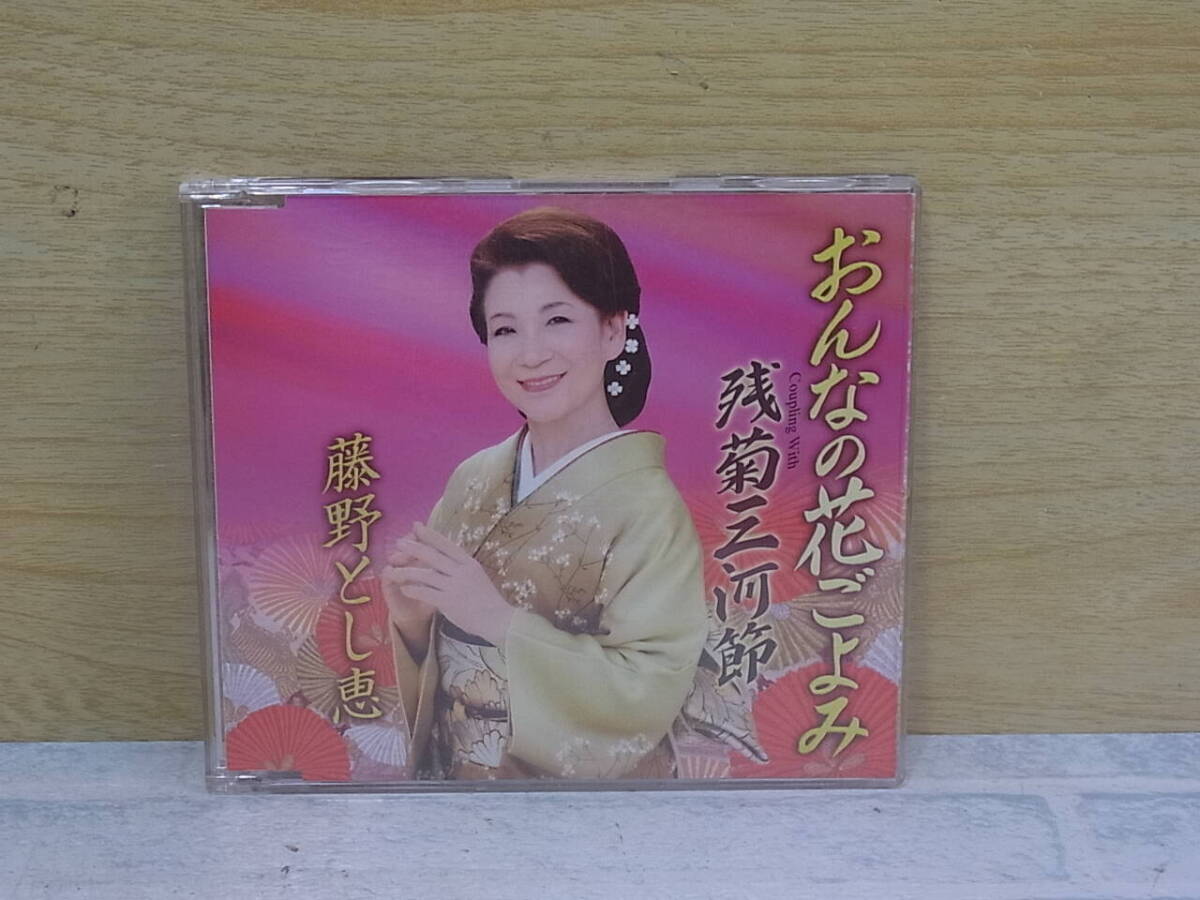 おんなの花ごよみ
Coupling With
残菊三河節
藤野とし恵